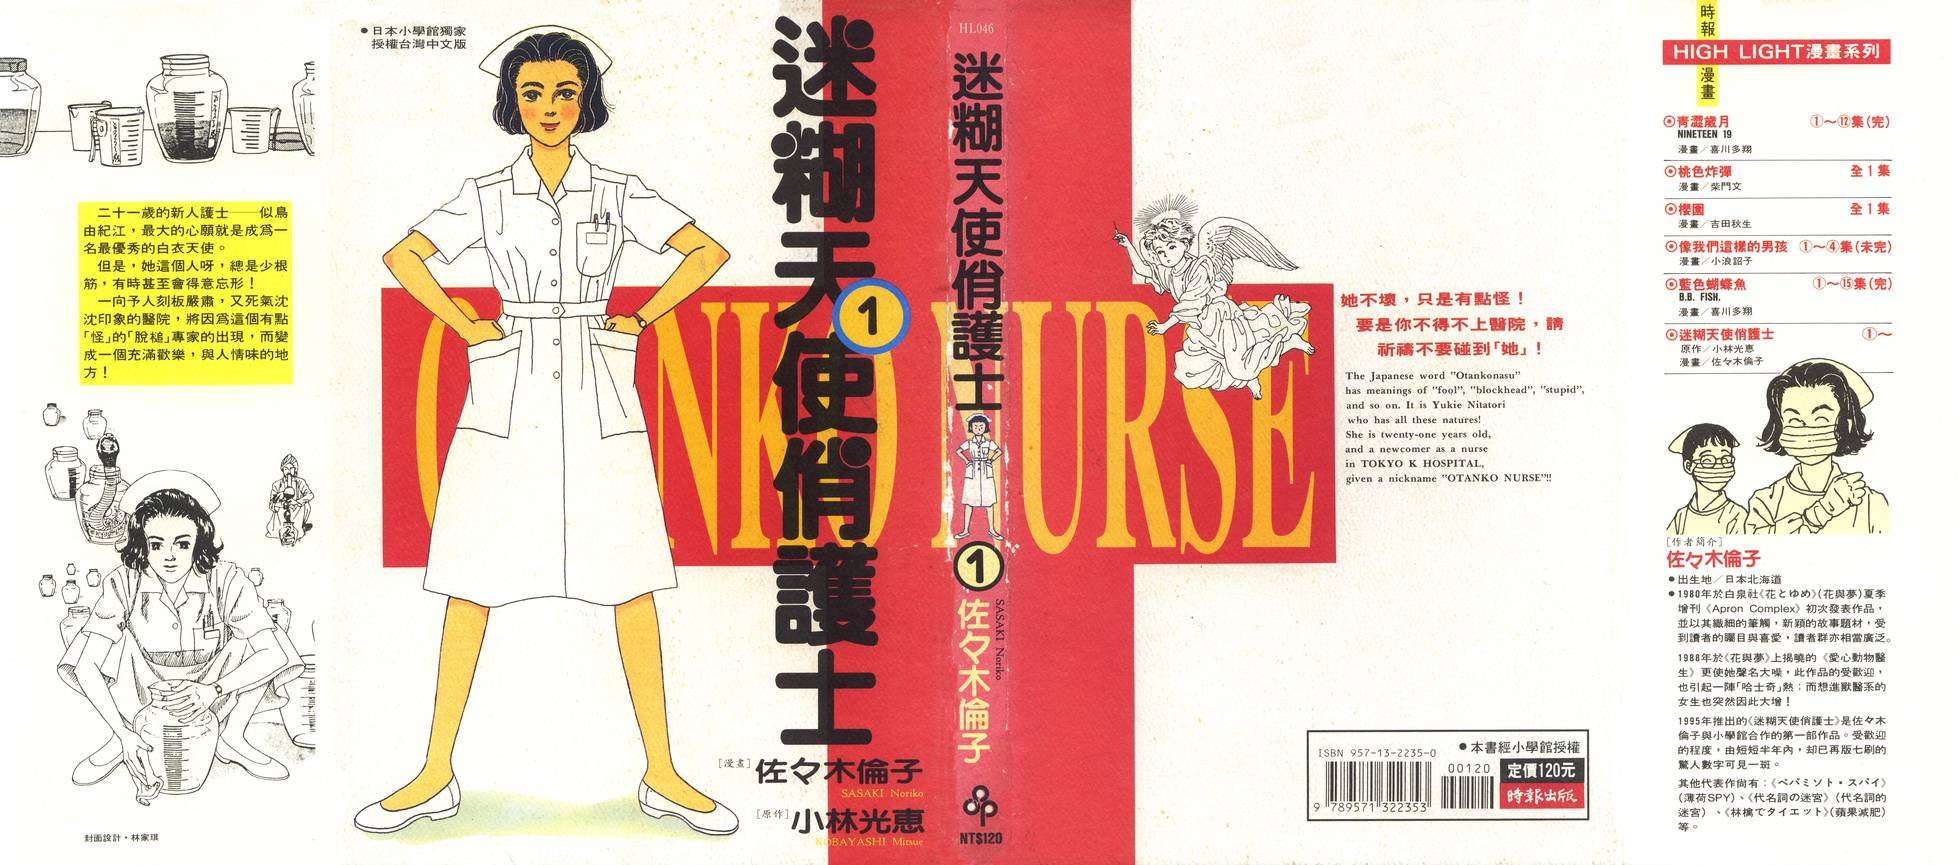 二十一歲的新人護士──似鳥
由紀江，最大的心願就是成爲一
名最優秀的白衣天使。
但是，她這個人呀，總是少根
筋，有時甚至會得意忘形！
一向予人刻板嚴肅，又死氣沈
沈印象的醫院，將因爲這個有點
「怪」的「脫槌」專家的出現，而變
成一個充滿歡樂，與人情味的地
方！
封面設計・林家琪
●日本小學館獨家
授權台灣中文版
迷糊天使俏護士
1
OTANKO NURSE
[漫畫]佐々木倫子
SASAKI Noriko
[原作]小林光恵
KOBAYASHI Mitsue
HL046
迷糊天使俏護士
1
佐々木倫子
SASAKI Noriko
NT$120
她不壞，只是有點怪！
要是你不得不上醫院，請
祈禱不要碰到「她」！
The Japanese word "Otankonasu"
has meanings of "fool", "blockhead", "stupid",
and so on. It is Yukie Nitatori
who has all these natures!
She is twenty-one years old,
and a newcomer as a nurse
in TOKYO K HOSPITAL,
given a nickname "OTANKO NURSE"!!
ISBN 957-13-2235-0
●本書經小學館授權
00120
定價120元
時報出版
9 789571 322353
時報
HIGH LIGHT漫畫系列
漫畫
◎青澀歲月 ①～⑫集(完)
NINETEEN 19
漫畫／喜川多翔
◎桃色炸彈 全1集
漫畫／柴門文
◎櫻園 全1集
漫畫／吉田秋生
◎像我們這樣的男孩 ①～④集(未完)
漫畫／小浪詔子
◎藍色蝴蝶魚 ①～⑮集(完)
B.B. FISH.
漫畫／喜川多翔
◎迷糊天使俏護士 ①～
原作／小林光恵
漫畫／佐々木倫子
[作者簡介]
佐々木倫子
●出生地／日本北海道
●1980年於白泉社《花とゆめ》(花與夢)夏季
增刊《Apron Complex》初次發表作品，
並以其纖細的筆觸，新穎的故事題材，受
到讀者的矚目與喜愛，讀者群亦相當廣泛。
1988年於《花與夢》上揭曉的《愛心動物醫
生》更使她聲名大噪，此作品的受歡迎，
也引起一陣「哈士奇」熱；而想進獸醫系的
女生也突然因此大增！
1995年推出的《迷糊天使俏護士》是佐々木
倫子與小學館合作的第一部作品。受歡迎
的程度，由短短半年內，却已再版七刷的
驚人數字可見一斑。
其他代表作尚有：《ペパミント・スパイ》
(薄荷SPY)、《代名詞の迷宮》(代名詞的
迷宮）、《林檎でダイエット》(蘋果減肥)
等。